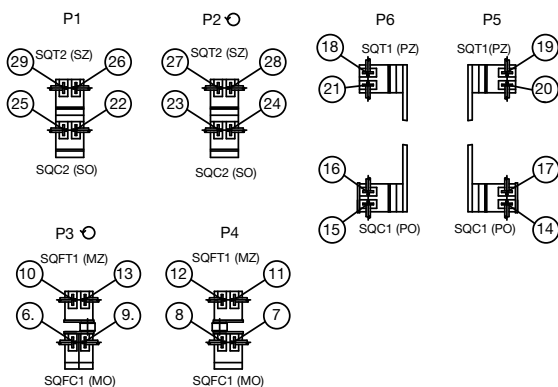 P1
P2
P6
P5
SQT2 (SZ)
SQT2 (SZ)
SQT1 (PZ)
SQT1(PZ)
29
26
27
28
18
19
21
20
25
22
23
24
SQC2 (SO)
SQC2 (SO)
16
17
15
14
SQC1 (PO)
SQC1 (PO)
P3
P4
SQFT1 (MZ)
SQFT1 (MZ)
10
13
12
11
6.
9.
8
7
SQFC1 (MO)
SQFC1 (MO)